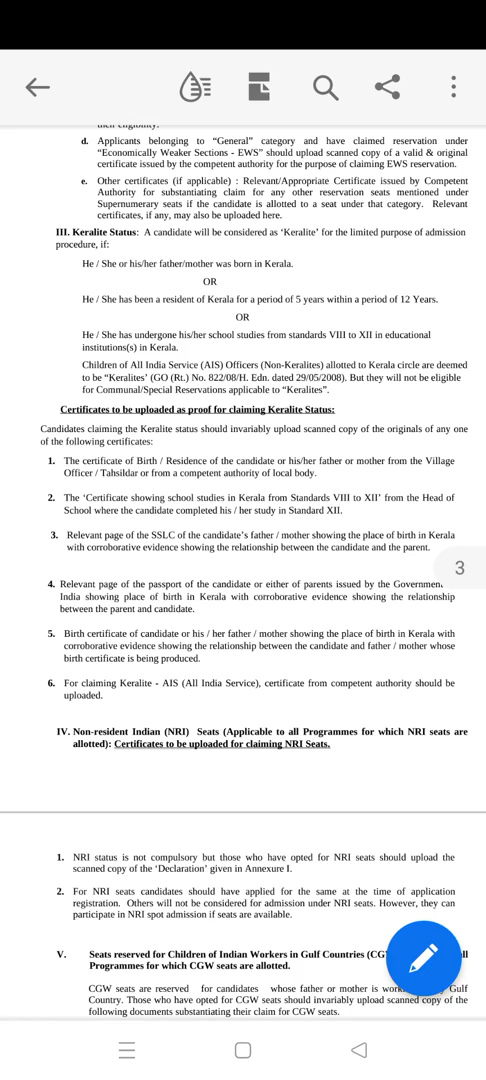 their eligibility.
d. Applicants belonging to “General” category and have claimed reservation under
“Economically Weaker Sections - EWS” should upload scanned copy of a valid & original
certificate issued by the competent authority for the purpose of claiming EWS reservation.
e. Other certificates (if applicable) : Relevant/Appropriate Certificate issued by Competent
Authority for substantiating claim for any other reservation seats mentioned under
Supernumerary seats if the candidate is allotted to a seat under that category. Relevant
certificates, if any, may also be uploaded here.
III. Keralite Status: A candidate will be considered as ‘Keralite’ for the limited purpose of admission
procedure, if:
He / She or his/her father/mother was born in Kerala.
OR
He / She has been a resident of Kerala for a period of 5 years within a period of 12 Years.
OR
He / She has undergone his/her school studies from standards VIII to XII in educational
institutions(s) in Kerala.
Children of All India Service (AIS) Officers (Non-Keralites) allotted to Kerala circle are deemed
to be “Keralites’ (GO (Rt.) No. 822/08/H. Edn. dated 29/05/2008). But they will not be eligible
for Communal/Special Reservations applicable to “Keralites”.
Certificates to be uploaded as proof for claiming Keralite Status:
Candidates claiming the Keralite status should invariably upload scanned copy of the originals of any one
of the following certificates:
1. The certificate of Birth / Residence of the candidate or his/her father or mother from the Village
Officer / Tahsildar or from a competent authority of local body.
2. The ‘Certificate showing school studies in Kerala from Standards VIII to XII’ from the Head of
School where the candidate completed his / her study in Standard XII.
3. Relevant page of the SSLC of the candidate’s father / mother showing the place of birth in Kerala
with corroborative evidence showing the relationship between the candidate and the parent.
3
4. Relevant page of the passport of the candidate or either of parents issued by the Government
India showing place of birth in Kerala with corroborative evidence showing the relationship
between the parent and candidate.
5. Birth certificate of candidate or his / her father / mother showing the place of birth in Kerala with
corroborative evidence showing the relationship between the candidate and father / mother whose
birth certificate is being produced.
6. For claiming Keralite - AIS (All India Service), certificate from competent authority should be
uploaded.
IV. Non-resident Indian (NRI) Seats (Applicable to all Programmes for which NRI seats are
allotted): Certificates to be uploaded for claiming NRI Seats.
1. NRI status is not compulsory but those who have opted for NRI seats should upload the
scanned copy of the ‘Declaration’ given in Annexure I.
2. For NRI seats candidates should have applied for the same at the time of application
registration. Others will not be considered for admission under NRI seats. However, they can
participate in NRI spot admission if seats are available.
V. Seats reserved for Children of Indian Workers in Gulf Countries
Programmes for which CGW seats are allotted.
CGW seats are reserved for candidates whose father or mother is Gulf
Country. Those who have opted for CGW seats should invariably upload scanned copy of the
following documents substantiating their claim for CGW seats.